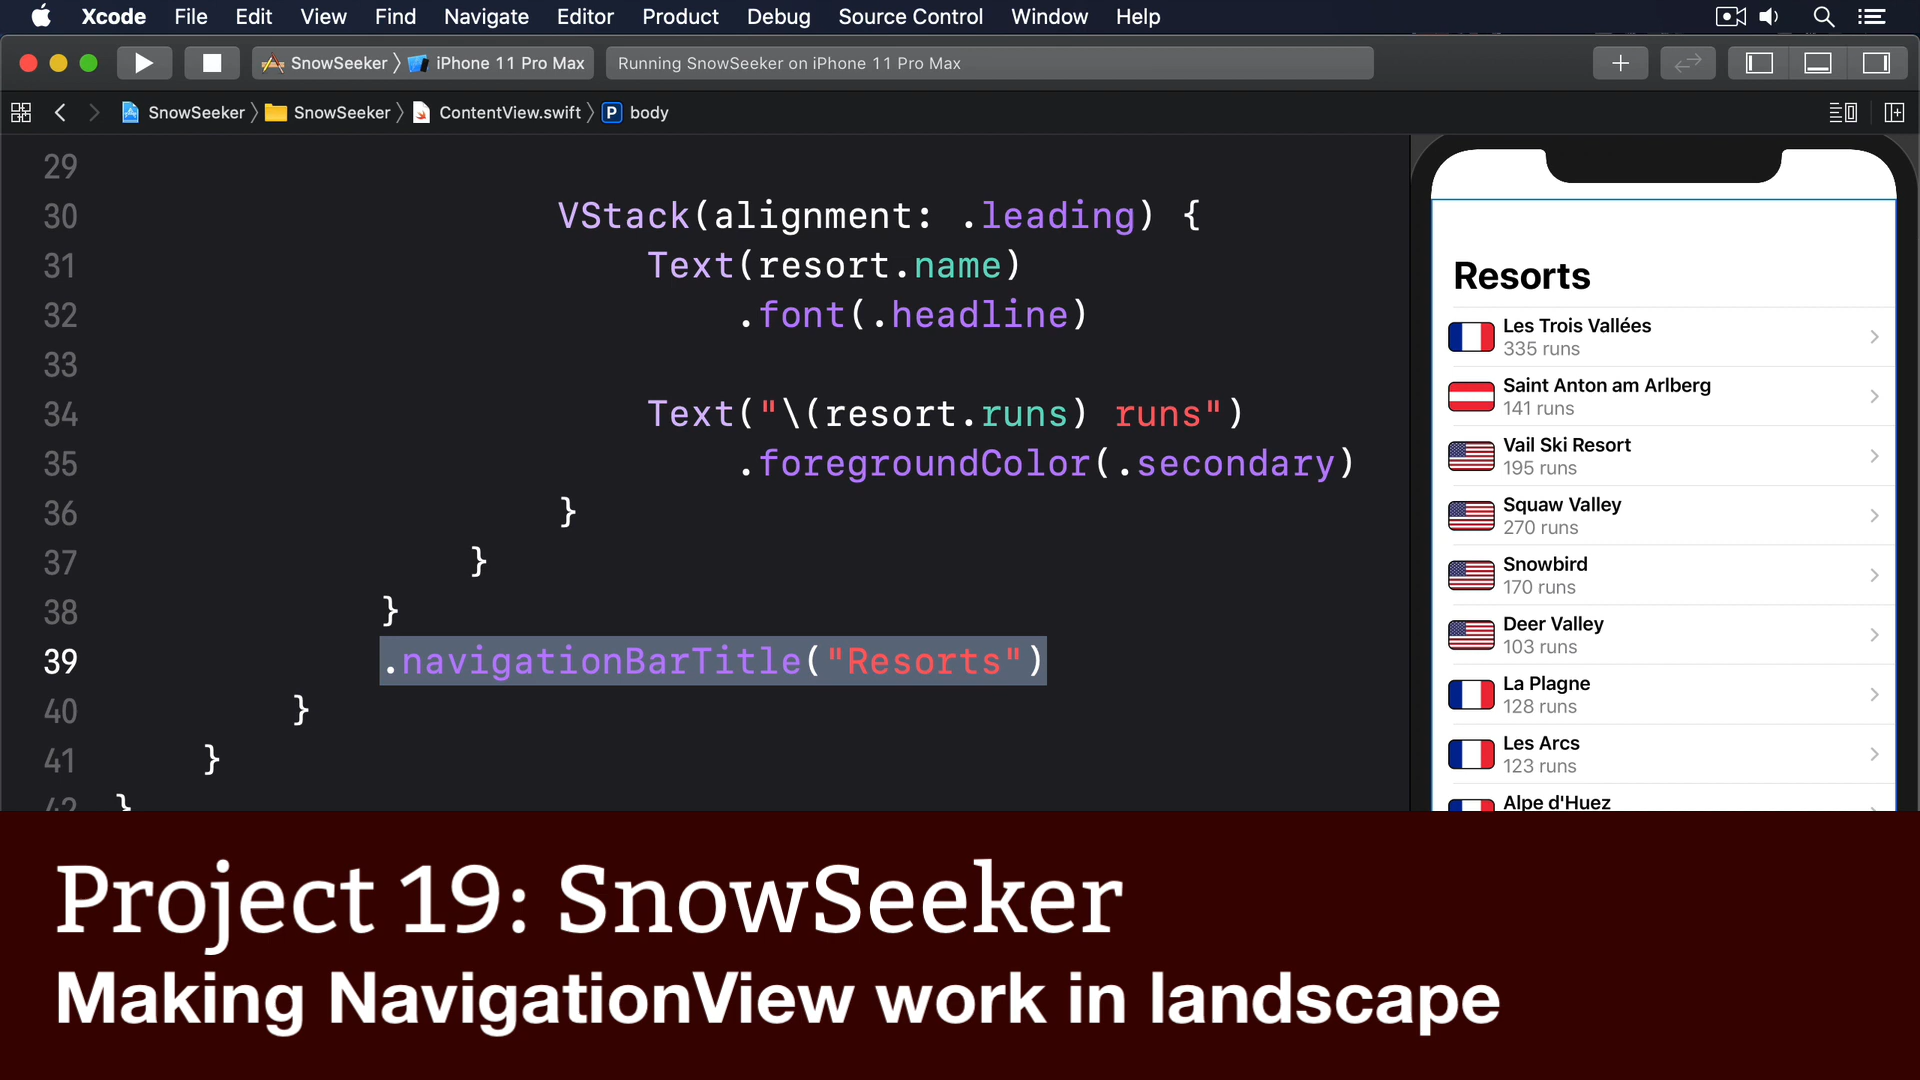 Xcode File Edit View Find Navigate Editor Product Debug Source Control Window Help
SnowSeeker iPhone 11 Pro Max Running SnowSeeker on iPhone 11 Pro Max
SnowSeeker SnowSeeker ContentView.swift P body
29
30 VStack(alignment: .leading) {
31 Text(resort.name)
32 .font(.headline)
33
34 Text("\(resort.runs) runs")
35 .foregroundColor(.secondary)
36 }
37 }
38 }
39 .navigationBarTitle("Resorts")
40 }
41 }
42 }
Resorts
Les Trois Vallées
335 runs
Saint Anton am Arlberg
141 runs
Vail Ski Resort
195 runs
Squaw Valley
270 runs
Snowbird
170 runs
Deer Valley
103 runs
La Plagne
128 runs
Les Arcs
123 runs
Alpe d'Huez
Project 19: SnowSeeker
Making NavigationView work in landscape